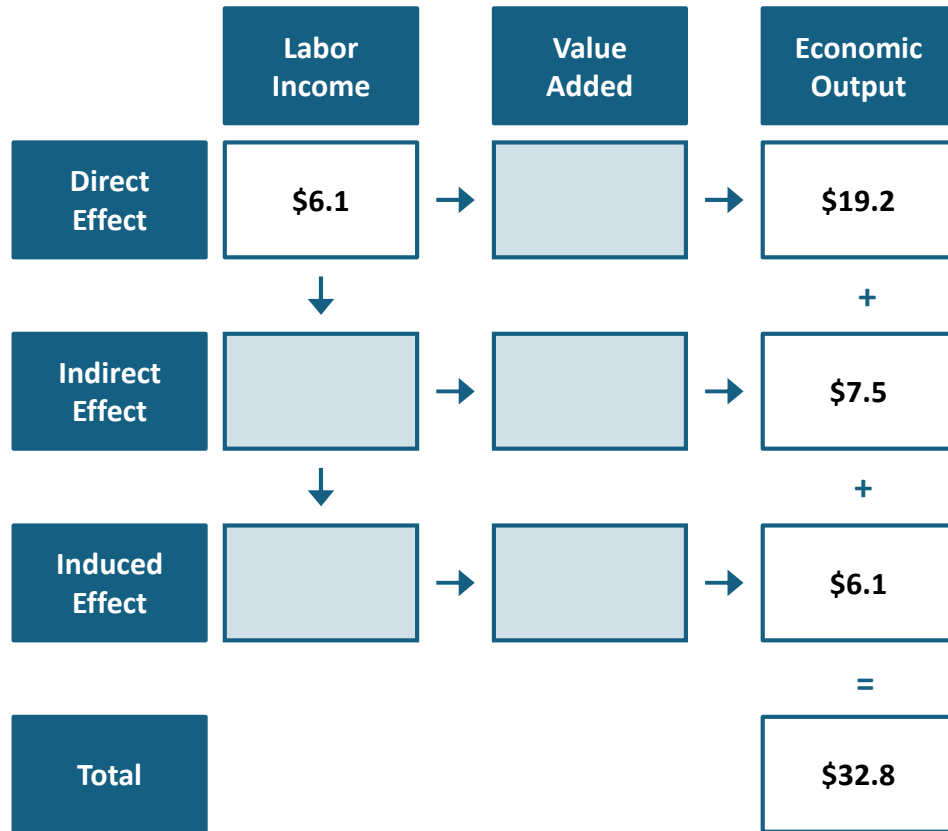 Labor
Income
Value
Added
Economic
Output
Direct
Effect
$6.1
$19.2
+
Indirect
Effect
$7.5
+
Induced
Effect
$6.1
=
Total
$32.8